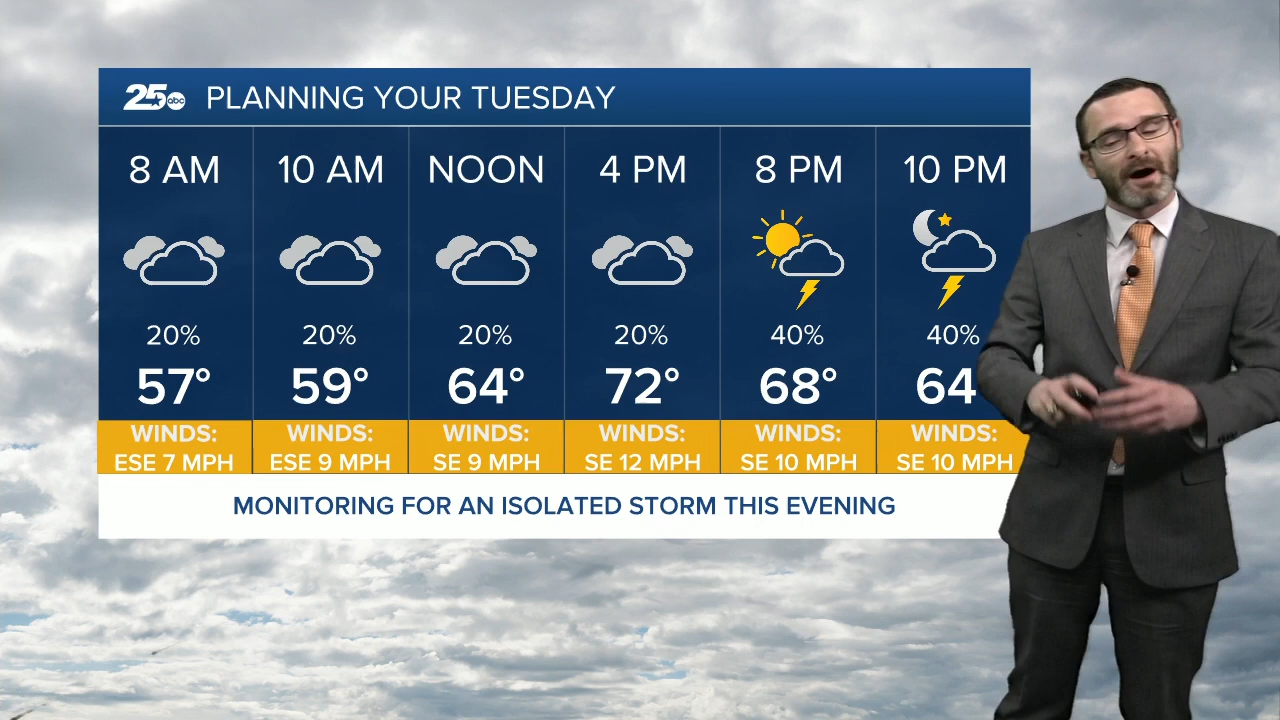 25 abc PLANNING YOUR TUESDAY
8 AM 10 AM NOON 4 PM 8 PM 10 PM
20% 20% 20% 20% 40% 40%
57° 59° 64° 72° 68° 64
WINDS: WINDS: WINDS: WINDS: WINDS: WINDS:
ESE 7 MPH ESE 9 MPH SE 9 MPH SE 12 MPH SE 10 MPH SE 10 MPH
MONITORING FOR AN ISOLATED STORM THIS EVENING